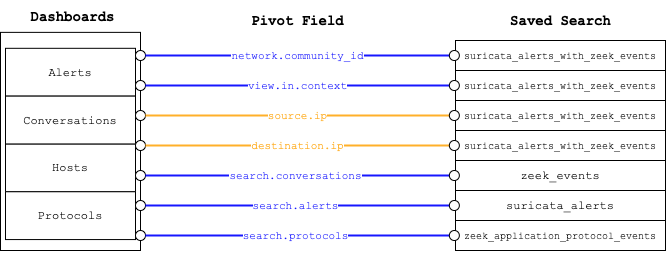 Dashboards
Pivot Field
Saved Search
network.community_id
suricata_alerts_with_zeek_events
Alerts
view.in.context
suricata_alerts_with_zeek_events
Conversations
source.ip
suricata_alerts_with_zeek_events
destination.ip
suricata_alerts_with_zeek_events
Hosts
search.conversations
zeek_events
search.alerts
suricata_alerts
Protocols
search.protocols
zeek_application_protocol_events